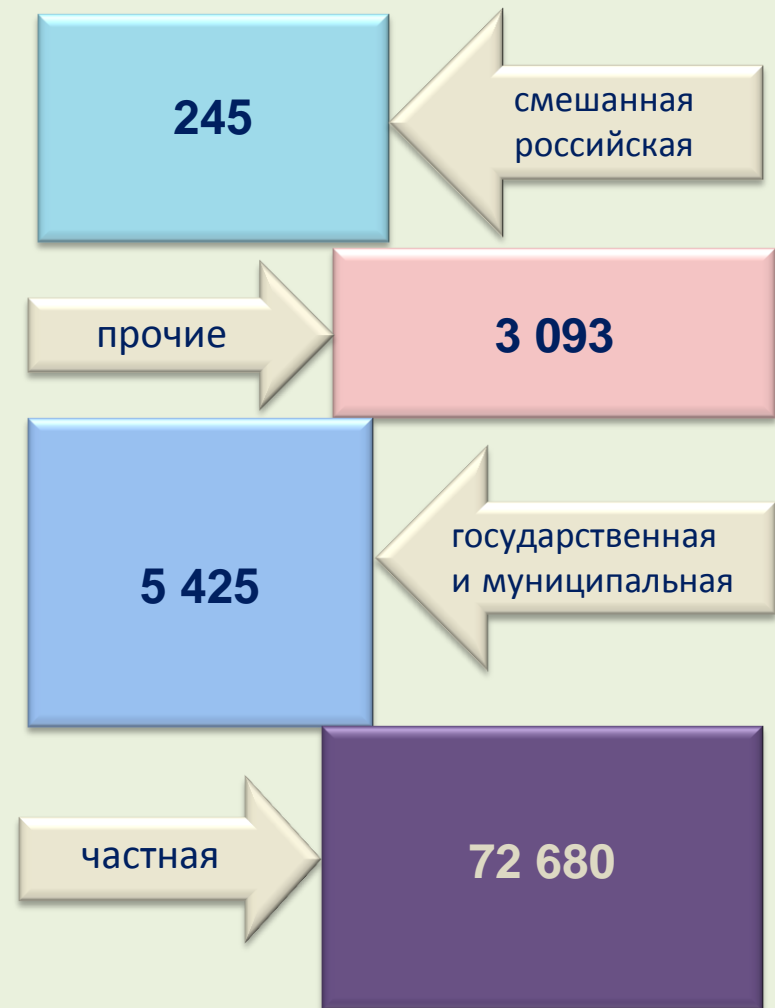 245
смешанная
российская
прочие
3 093
5 425
государственная
и муниципальная
частная
72 680